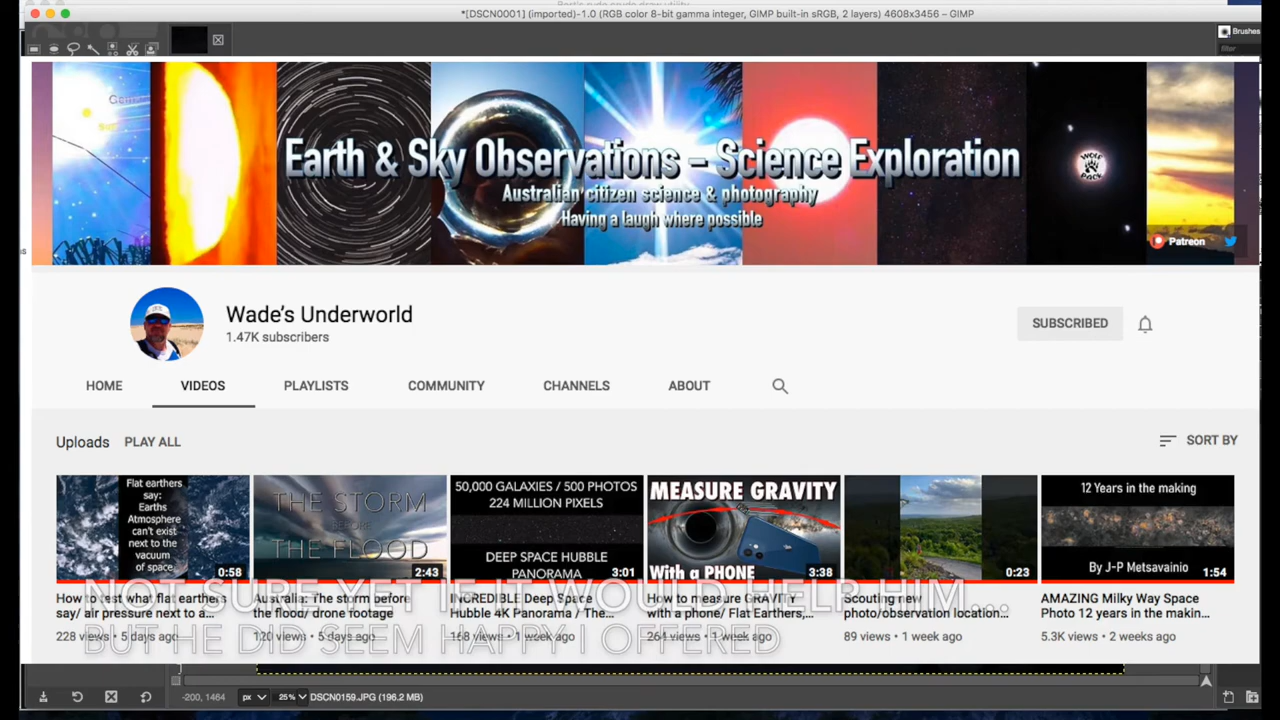 *[DSCN0001] (imported)-1.0 (RGB color 8-bit gamma integer, GIMP built-in sRGB, 2 layers) 4608x3456 – GIMP
Brushes
filter
Earth & Sky Observations – Science Exploration
Australian citizen science & photography
Having a laugh where possible
WOLF PACK
Patreon
Wade's Underworld
1.47K subscribers
SUBSCRIBED
HOME VIDEOS PLAYLISTS COMMUNITY CHANNELS ABOUT
Uploads PLAY ALL SORT BY
Flat earthers
say:
Earths
Atmosphere
can't exist
next to the
vacuum
of space.
0:58
THE STORM
BEFORE
THE FLOOD
2:43
50,000 GALAXIES / 500 PHOTOS
224 MILLION PIXELS
DEEP SPACE HUBBLE
PANORAMA
3:01
MEASURE GRAVITY
With a PHONE
3:38
0:23
12 Years in the making
By J-P Metsavainio
1:54
How to test what flat earthers
say/ air pressure next to a...
228 views • 5 days ago
Australia: The storm before
the flood/ drone footage
120 views • 5 days ago
INCREDIBLE Deep Space
Hubble 4K Panorama / The...
168 views • 1 week ago
How to measure GRAVITY
with a phone/ Flat Earthers,...
264 views • 1 week ago
Scouting new
photo/observation location...
89 views • 1 week ago
AMAZING Milky Way Space
Photo 12 years in the makin...
5.3K views • 2 weeks ago
NOT SURE YET IF IT WOULD HELP HIM...
BUT HE DID SEEM HAPPY I OFFERED
-200, 1464 px 25% DSCN0159.JPG (196.2 MB)